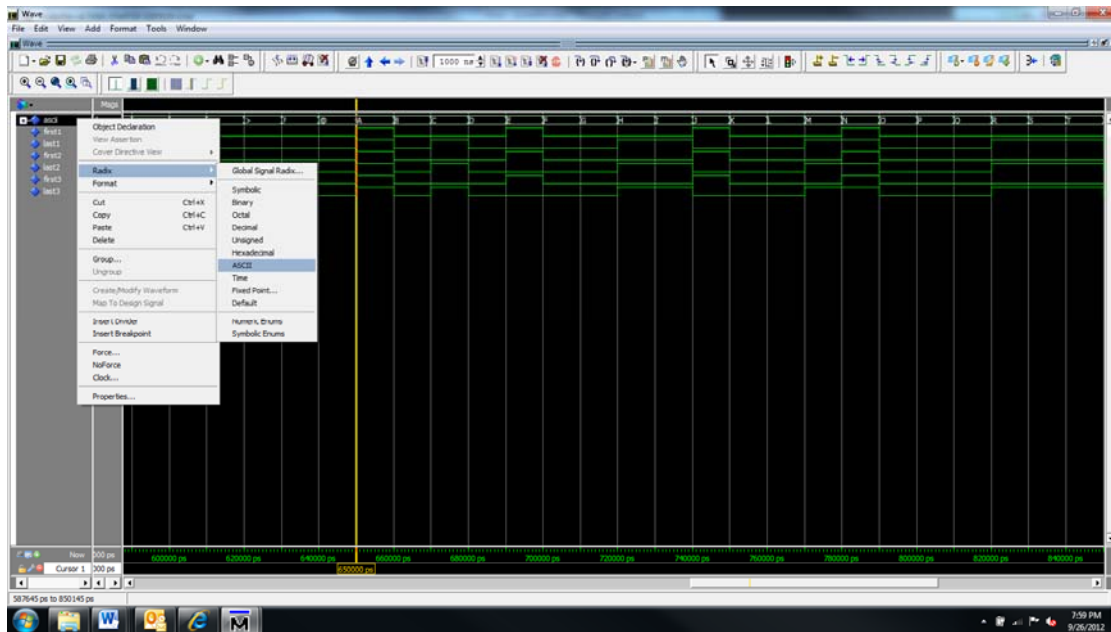 Wave
File Edit View Add Format Tools Window
Wave
1000 ns
Msgs
ascii
first1
last1
first2
last2
first3
last3
Object Declaration
View Assertion
Cover Directive View
Radix
Format
Cut Ctrl+X
Copy Ctrl+C
Paste Ctrl+V
Delete
Group...
Ungroup
Create/Modify Waveform
Map To Design Signal
Insert Divider
Insert Breakpoint
Force...
NoForce
Clock...
Properties...
Global Signal Radix...
Symbolic
Binary
Octal
Decimal
Unsigned
Hexadecimal
ASCII
Time
Fixed Point...
Default
Numeric Enums
Symbolic Enums
> ? @ A B C D E F G H I J K L M N O P Q R S T
Now 000 ps
600000 ps 620000 ps 640000 ps 660000 ps 680000 ps 700000 ps 720000 ps 740000 ps 760000 ps 780000 ps 800000 ps 820000 ps 840000 ps
Cursor 1 000 ps
650000 ps
587645 ps to 850145 ps
7:59 PM
9/26/2012